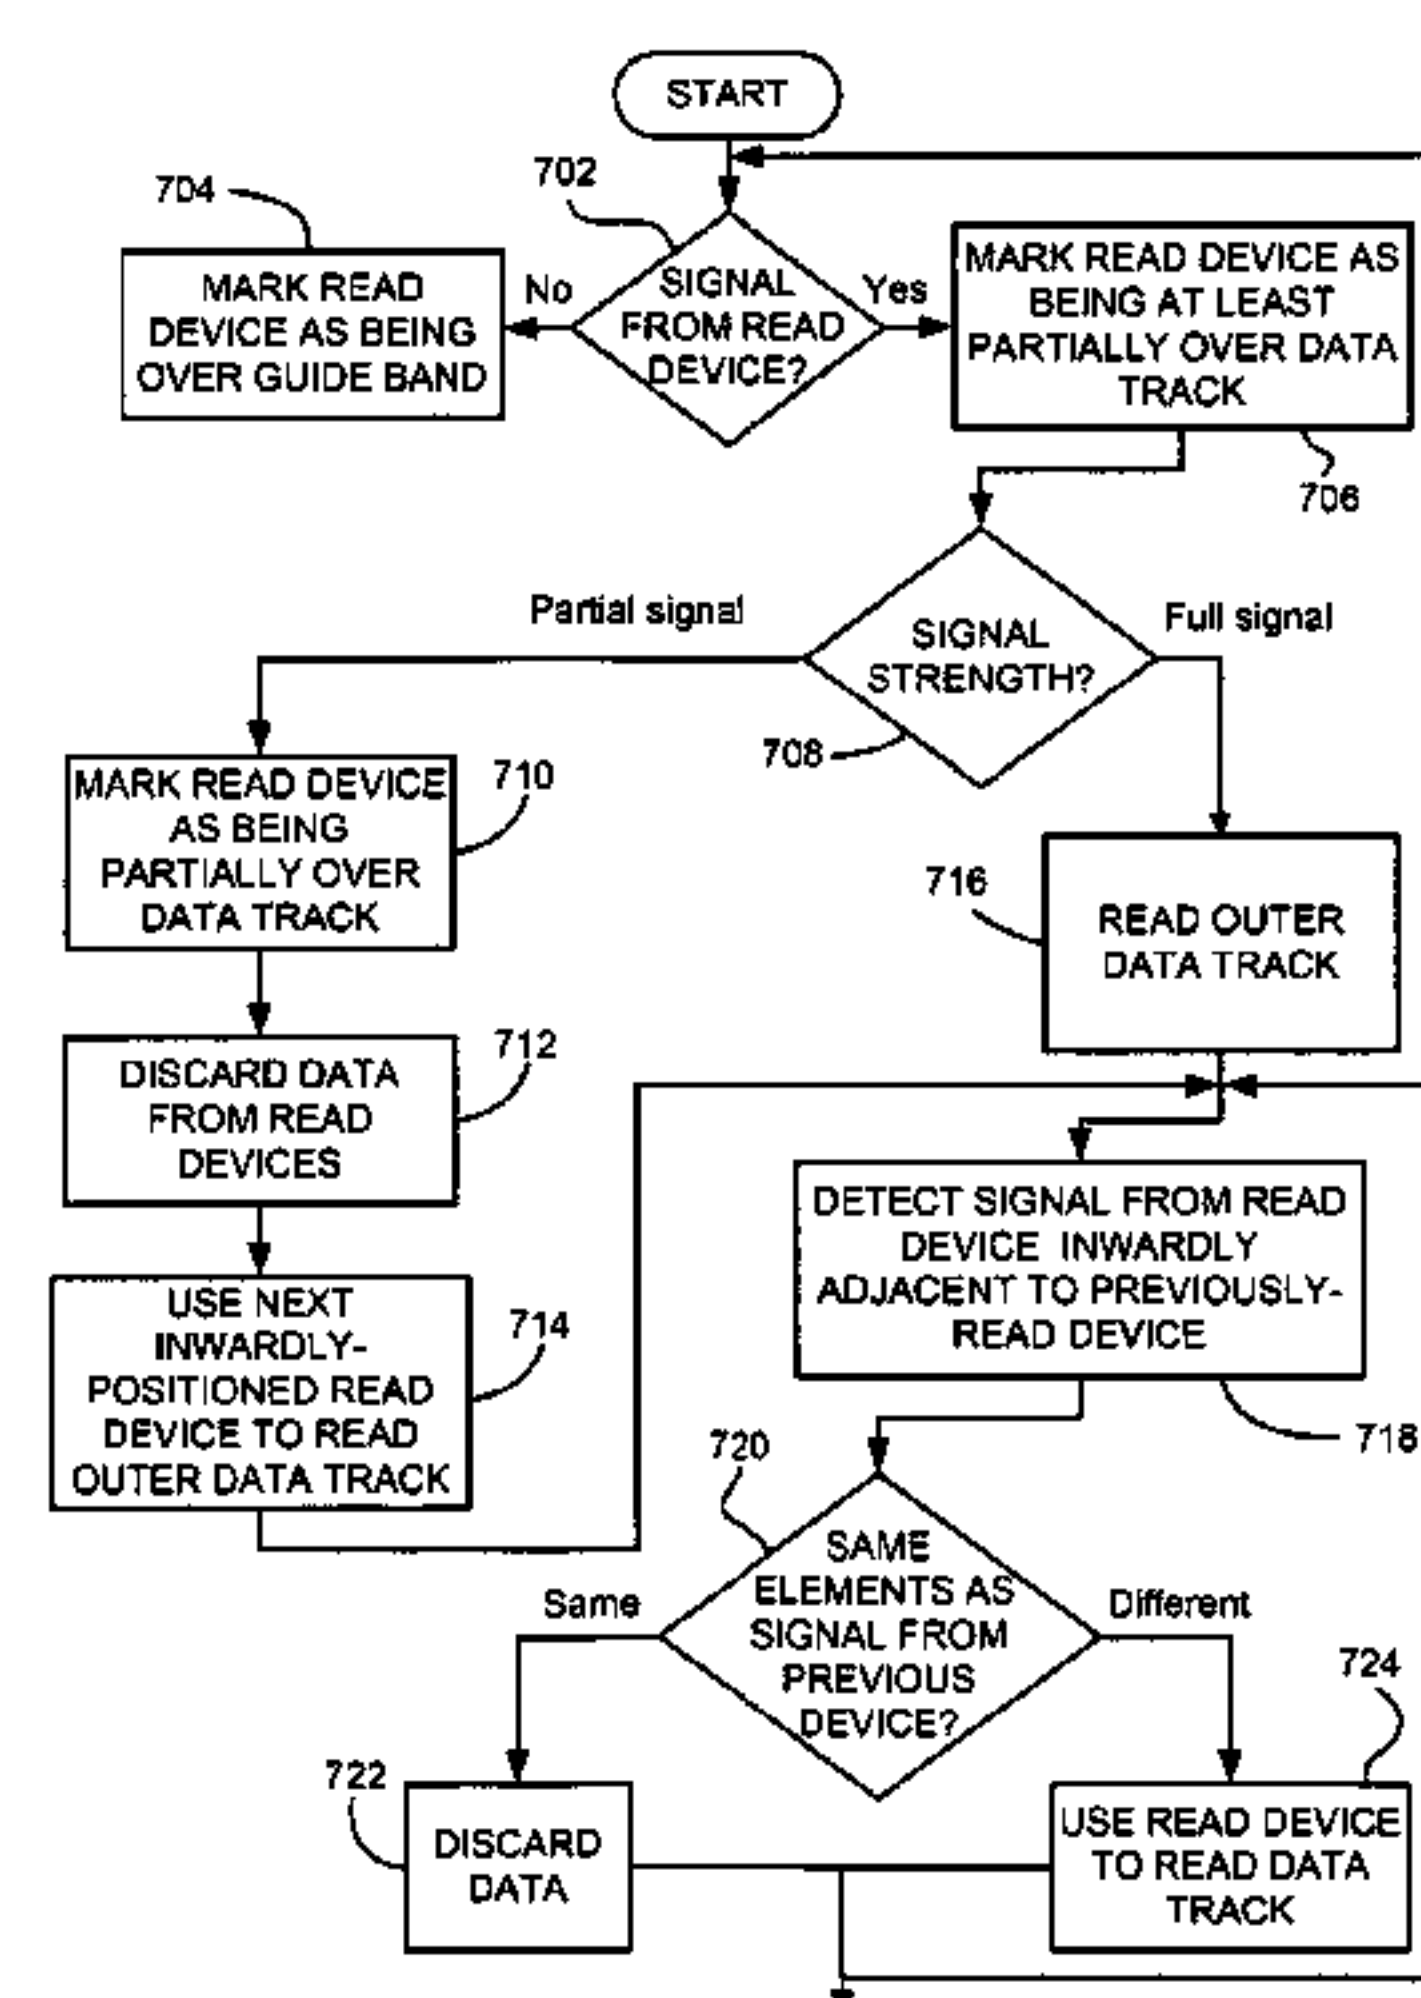 START
702
704
MARK READ
DEVICE AS BEING
OVER GUIDE BAND
No
SIGNAL
FROM READ
DEVICE?
Yes
MARK READ DEVICE AS
BEING AT LEAST
PARTIALLY OVER DATA
TRACK
706
Partial signal
SIGNAL
STRENGTH?
Full signal
708
MARK READ DEVICE
AS BEING
PARTIALLY OVER
DATA TRACK
710
716
READ OUTER
DATA TRACK
DISCARD DATA
FROM READ
DEVICES
712
DETECT SIGNAL FROM READ
DEVICE INWARDLY
ADJACENT TO PREVIOUSLY-
READ DEVICE
718
USE NEXT
INWARDLY-
POSITIONED READ
DEVICE TO READ
OUTER DATA TRACK
714
720
SAME
ELEMENTS AS
SIGNAL FROM
PREVIOUS
DEVICE?
Same
Different
724
722
DISCARD
DATA
USE READ DEVICE
TO READ DATA
TRACK